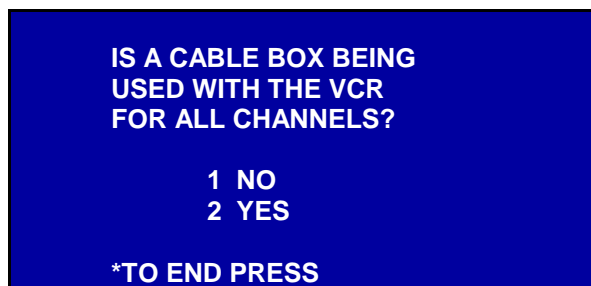 IS A CABLE BOX BEING
USED WITH THE VCR
FOR ALL CHANNELS?
1 NO
2 YES
*TO END PRESS